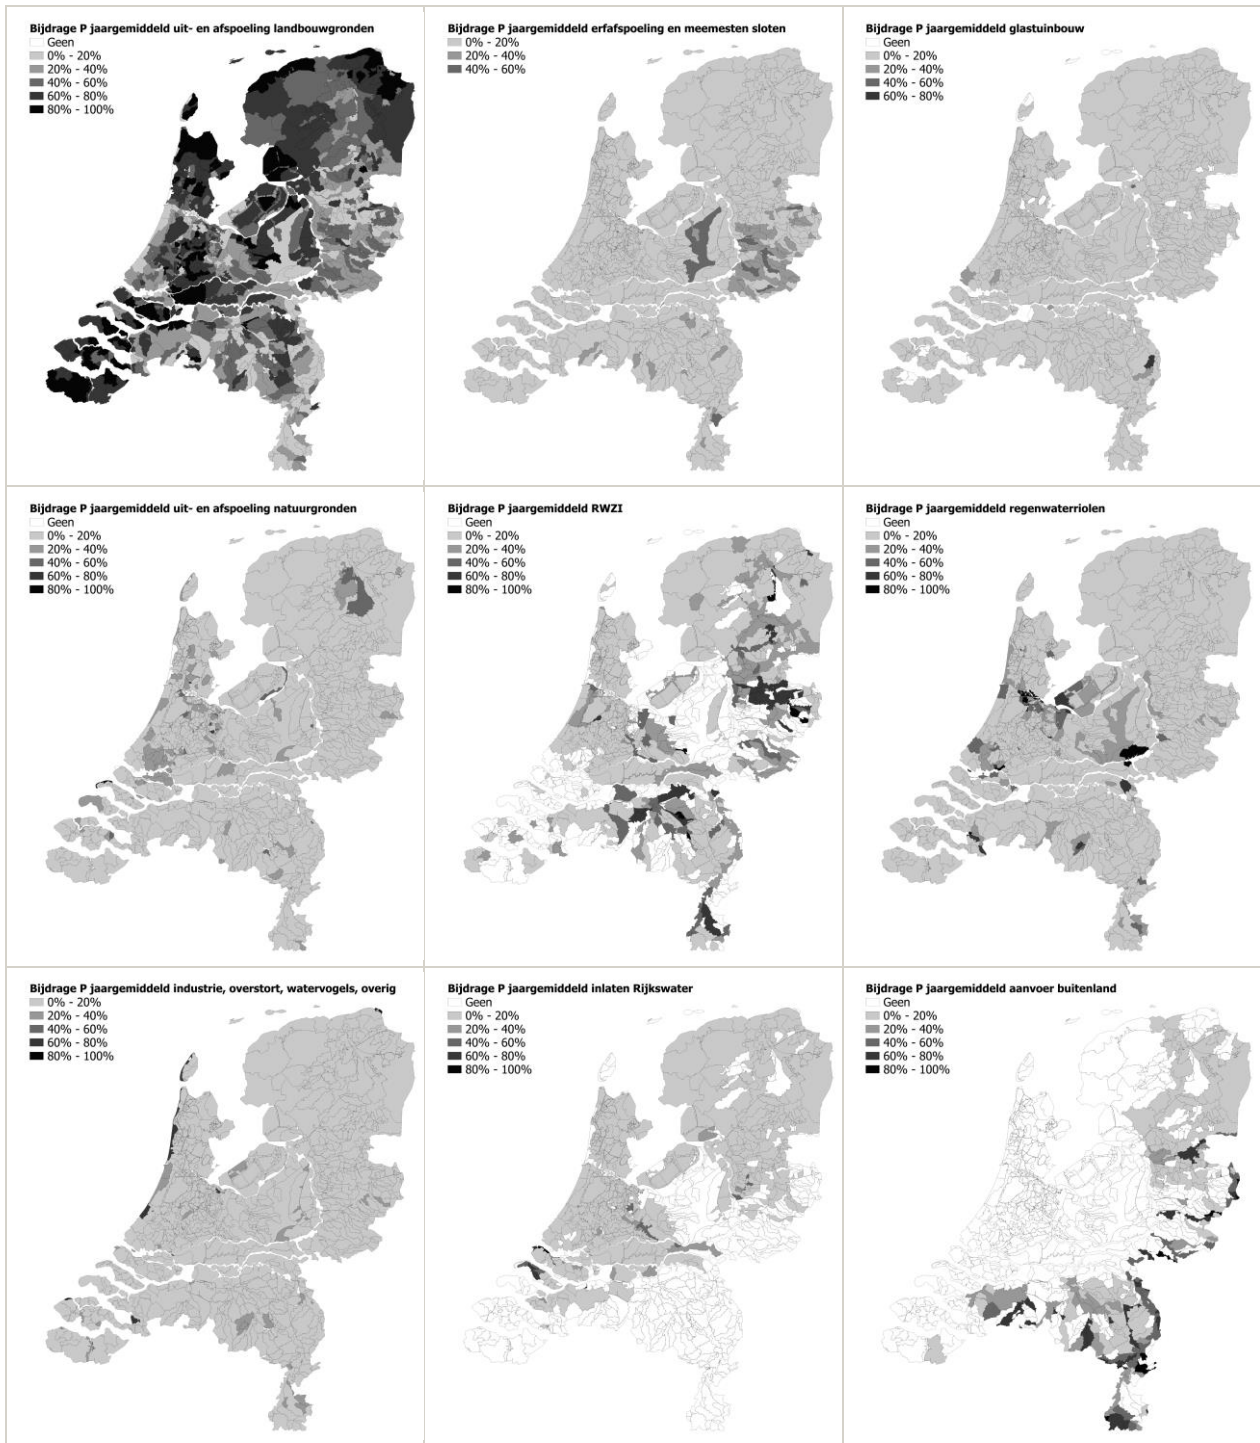 Bijdrage P jaargemiddeld uit- en afspoeling landbouwgronden
Geen
0% - 20%
20% - 40%
40% - 60%
60% - 80%
80% - 100%
Bijdrage P jaargemiddeld erfafspoeling en meemesten sloten
0% - 20%
20% - 40%
40% - 60%
Bijdrage P jaargemiddeld glastuinbouw
Geen
0% - 20%
20% - 40%
40% - 60%
60% - 80%
Bijdrage P jaargemiddeld uit- en afspoeling natuurgronden
Geen
0% - 20%
20% - 40%
40% - 60%
60% - 80%
80% - 100%
Bijdrage P jaargemiddeld RWZI
Geen
0% - 20%
20% - 40%
40% - 60%
60% - 80%
80% - 100%
Bijdrage P jaargemiddeld regenwaterriolen
Geen
0% - 20%
20% - 40%
40% - 60%
60% - 80%
80% - 100%
Bijdrage P jaargemiddeld industrie, overstort, watervogels, overig
0% - 20%
20% - 40%
40% - 60%
60% - 80%
80% - 100%
Bijdrage P jaargemiddeld inlaten Rijkswater
Geen
0% - 20%
20% - 40%
40% - 60%
60% - 80%
80% - 100%
Bijdrage P jaargemiddeld aanvoer buitenland
Geen
0% - 20%
20% - 40%
40% - 60%
60% - 80%
80% - 100%